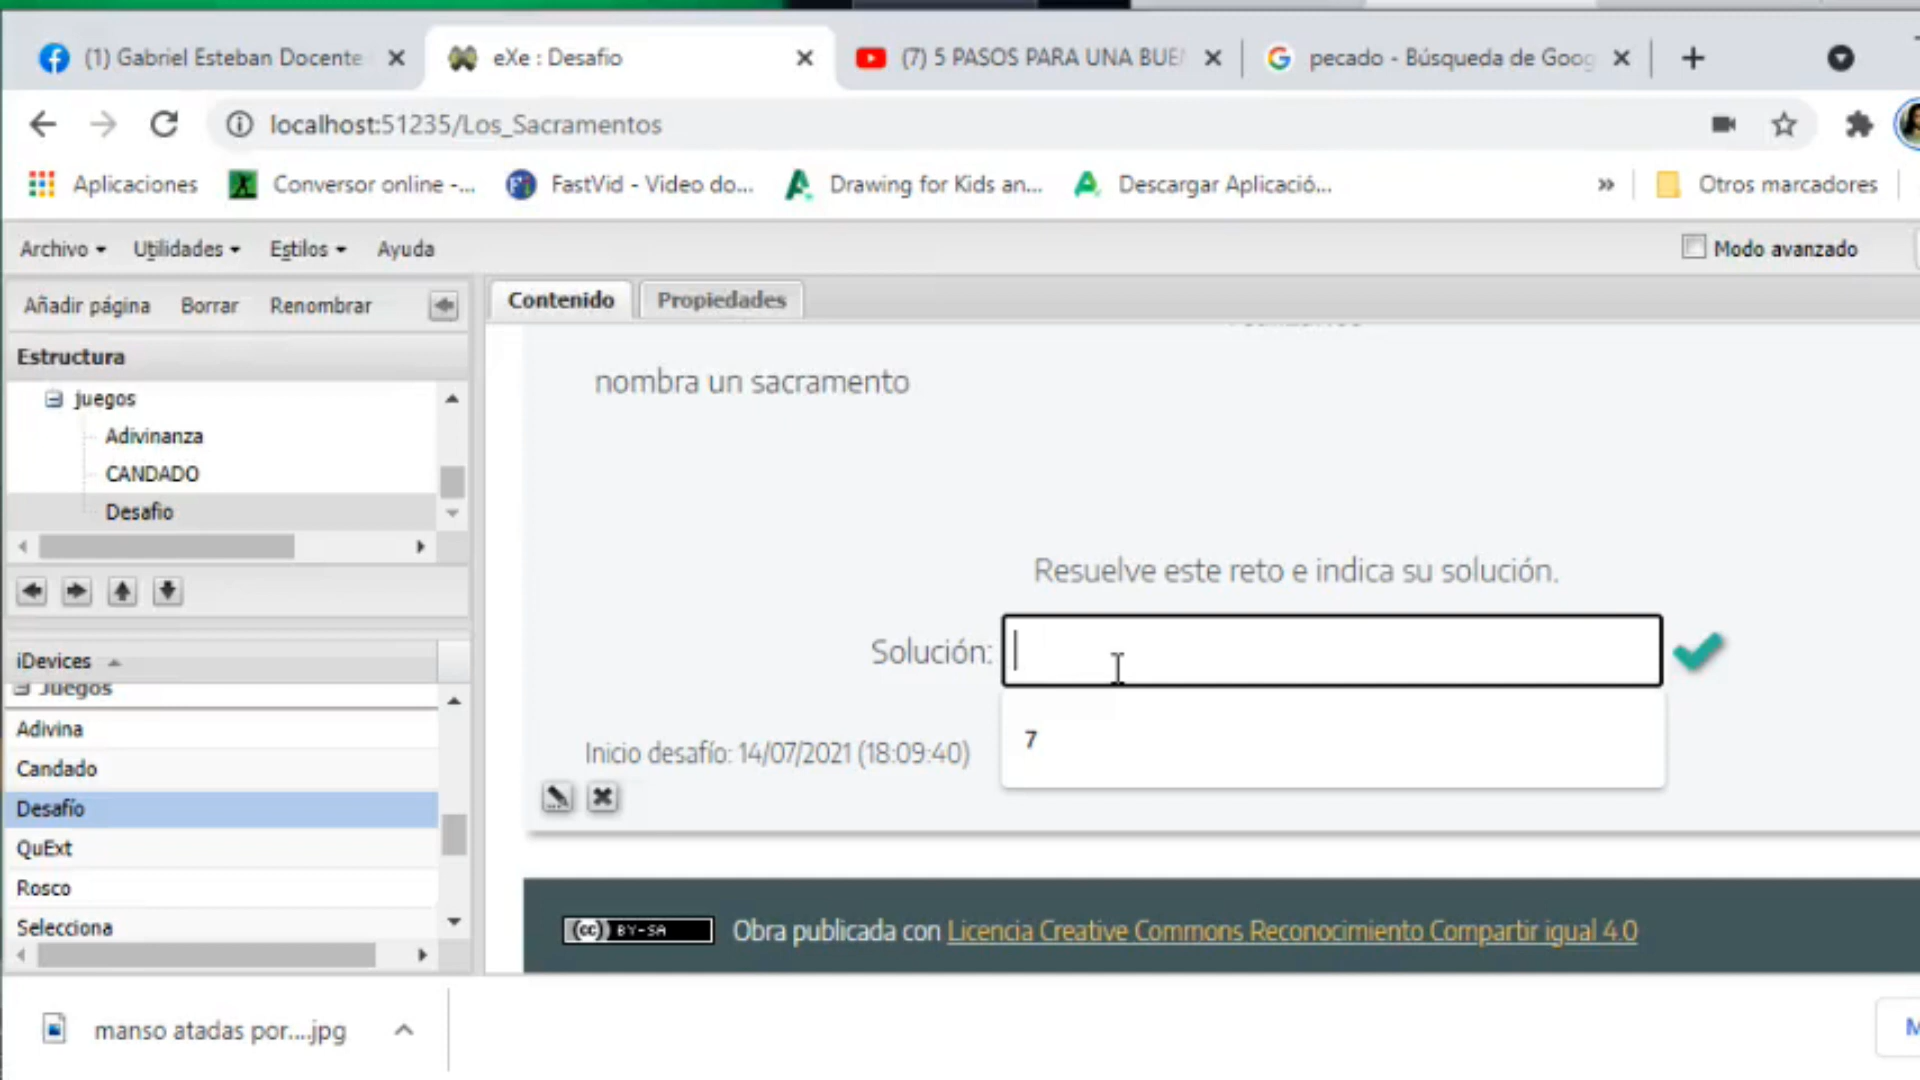 (1) Gabriel Esteban Docente
eXe : Desafio
(7) 5 PASOS PARA UNA BUE
pecado - Búsqueda de Goog
localhost:51235/Los_Sacramentos
Aplicaciones
Conversor online -...
FastVid - Video do...
Drawing for Kids an...
Descargar Aplicació...
»
Otros marcadores
Archivo
Utilidades
Estilos
Ayuda
Modo avanzado
Añadir página
Borrar
Renombrar
Contenido
Propiedades
Estructura
juegos
Adivinanza
CANDADO
Desafio
nombra un sacramento
Resuelve este reto e indica su solución.
Solución:
7
Inicio desafío: 14/07/2021 (18:09:40)
iDevices
Juegos
Adivina
Candado
Desafío
QuExt
Rosco
Selecciona
(cc) BY-SA
Obra publicada con Licencia Creative Commons Reconocimiento Compartir igual 4.0
manso atadas por....jpg